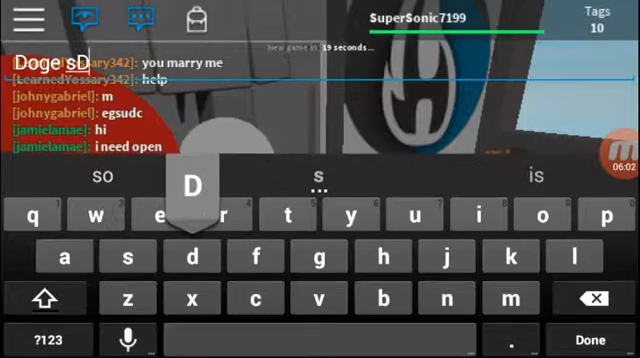 SuperSonic7199
Tags
10
New game in 19 seconds...
Doge sD
[LearnedYossary342]: you marry me
[LearnedYossary342]: help
[johnygabriel]: m
[johnygabriel]: egsudc
[jamielamae]: hi
[jamielamae]: i need open
06:02
so s is
D
q w e r t y u i o p
a s d f g h j k l
z x c v b n m
?123 . Done